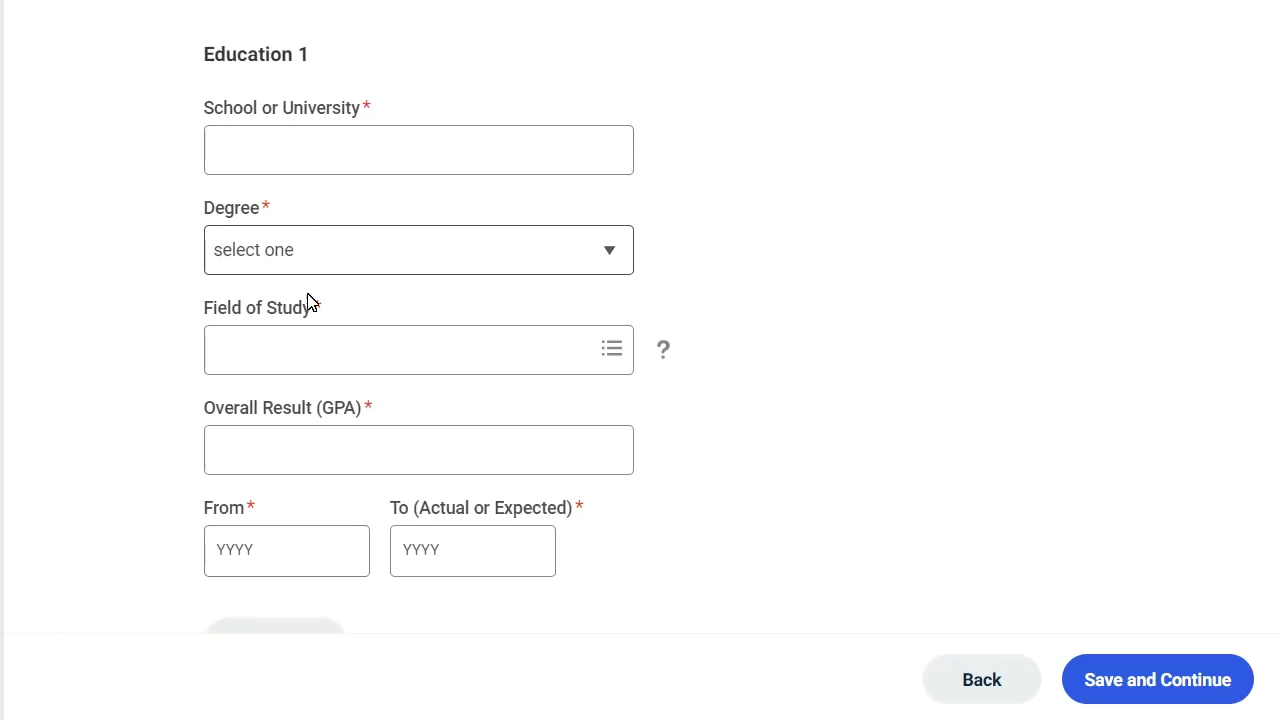 Education 1
School or University*
Degree*
select one
Field of Study*
?
Overall Result (GPA)*
From* To (Actual or Expected)*
YYYY YYYY
Back Save and Continue